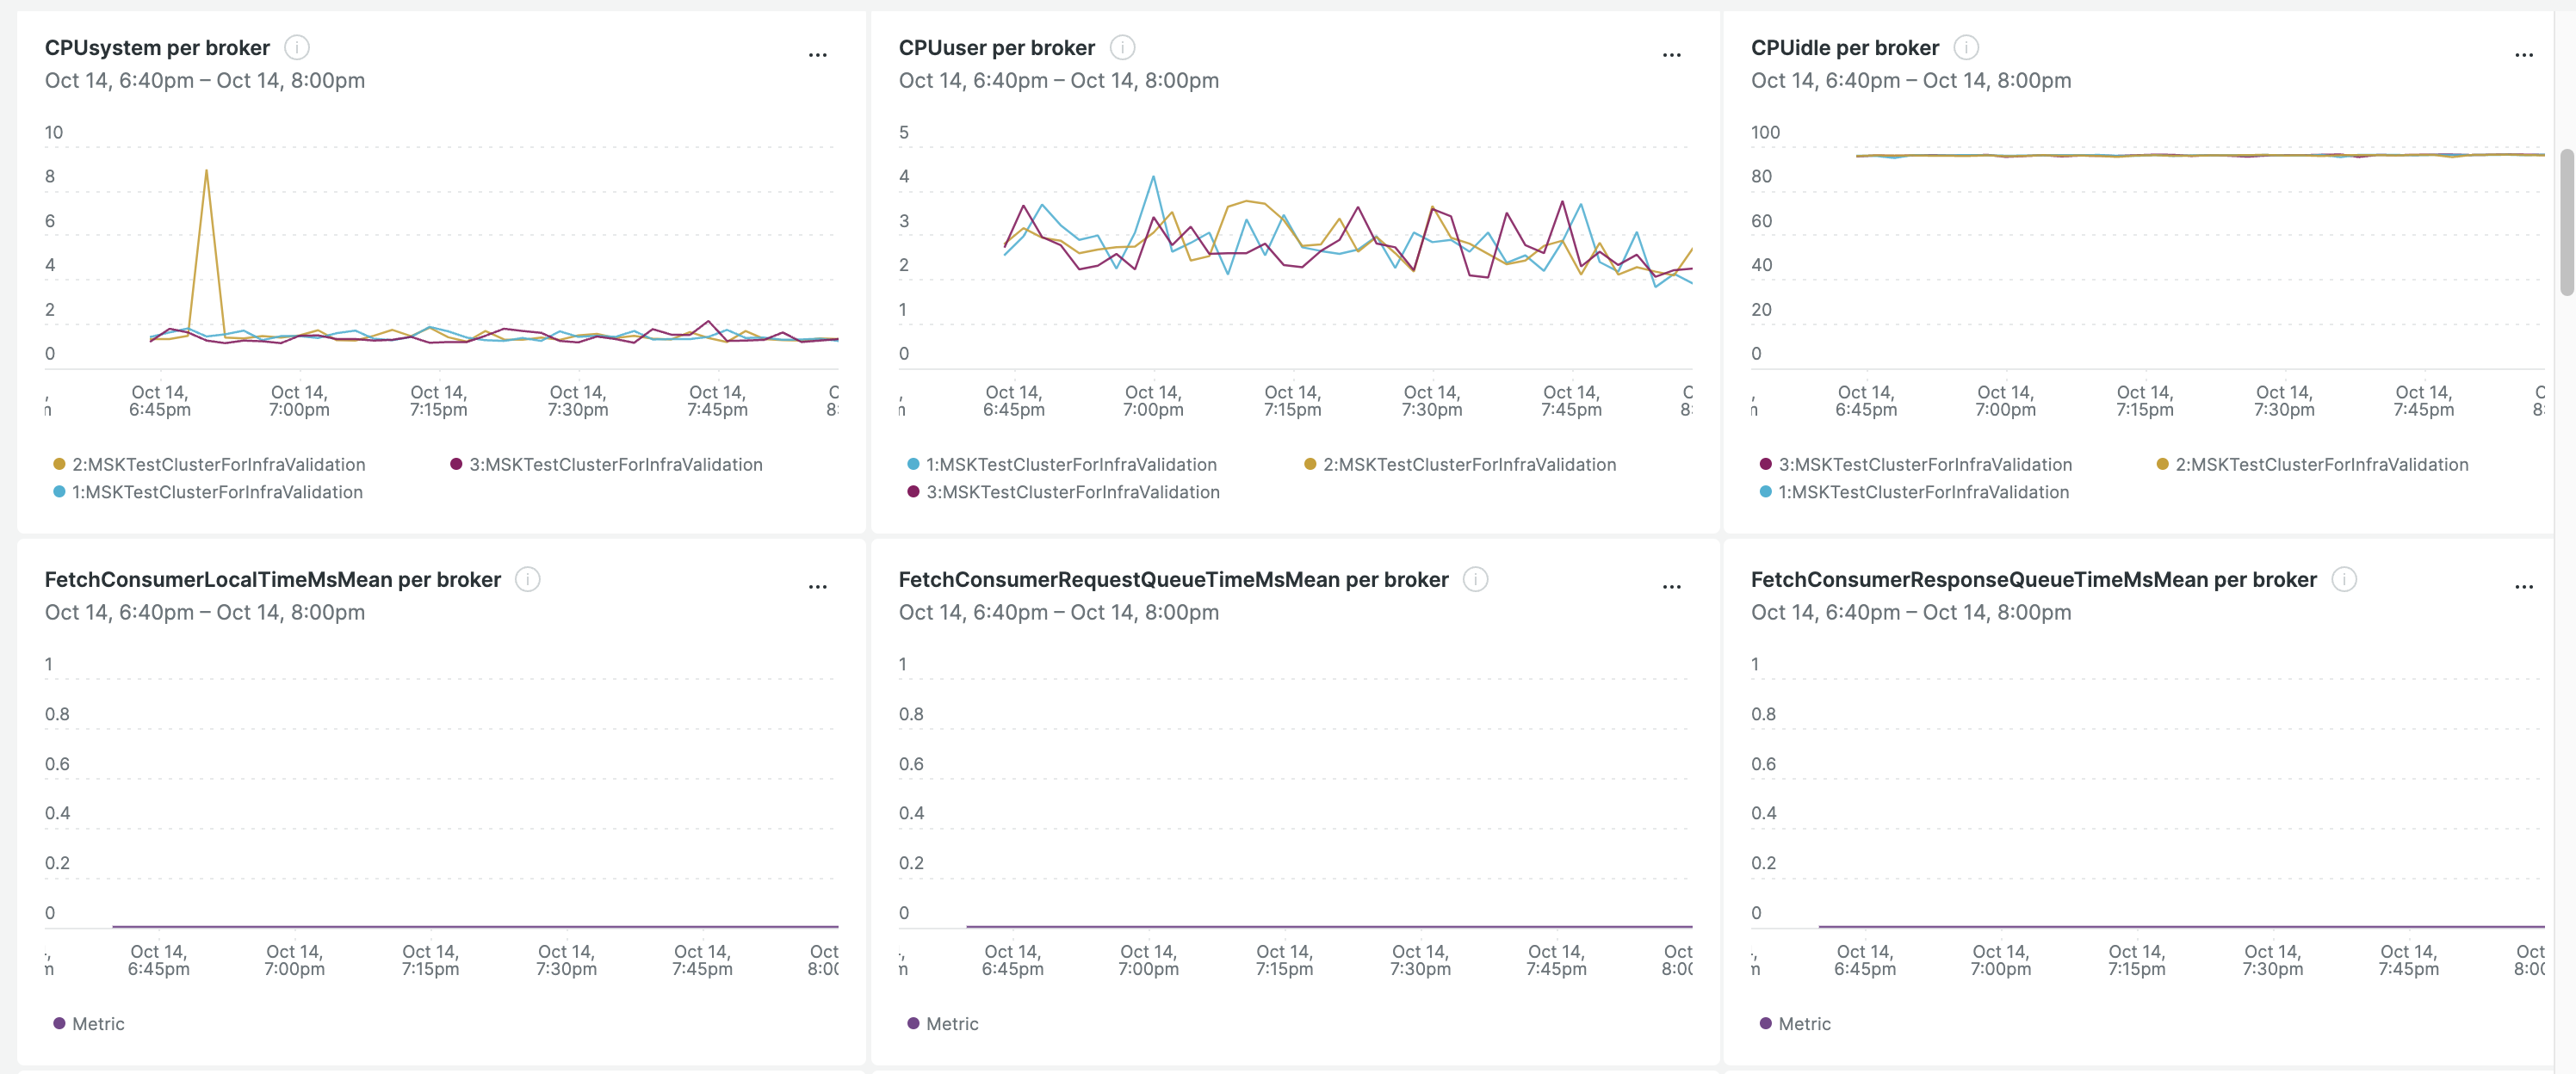 CPUsystem per broker
Oct 14, 6:40pm – Oct 14, 8:00pm
10
8
6
4
2
0
Oct 14, 6:45pm
Oct 14, 7:00pm
Oct 14, 7:15pm
Oct 14, 7:30pm
Oct 14, 7:45pm
2:MSKTestClusterForInfraValidation
3:MSKTestClusterForInfraValidation
1:MSKTestClusterForInfraValidation
CPUuser per broker
Oct 14, 6:40pm – Oct 14, 8:00pm
5
4
3
2
1
0
Oct 14, 6:45pm
Oct 14, 7:00pm
Oct 14, 7:15pm
Oct 14, 7:30pm
Oct 14, 7:45pm
1:MSKTestClusterForInfraValidation
2:MSKTestClusterForInfraValidation
3:MSKTestClusterForInfraValidation
CPUidle per broker
Oct 14, 6:40pm – Oct 14, 8:00pm
100
80
60
40
20
0
Oct 14, 6:45pm
Oct 14, 7:00pm
Oct 14, 7:15pm
Oct 14, 7:30pm
Oct 14, 7:45pm
3:MSKTestClusterForInfraValidation
2:MSKTestClusterForInfraValidation
1:MSKTestClusterForInfraValidation
FetchConsumerLocalTimeMsMean per broker
Oct 14, 6:40pm – Oct 14, 8:00pm
1
0.8
0.6
0.4
0.2
0
Oct 14, 6:45pm
Oct 14, 7:00pm
Oct 14, 7:15pm
Oct 14, 7:30pm
Oct 14, 7:45pm
Oct
Metric
FetchConsumerRequestQueueTimeMsMean per broker
Oct 14, 6:40pm – Oct 14, 8:00pm
1
0.8
0.6
0.4
0.2
0
Oct 14, 6:45pm
Oct 14, 7:00pm
Oct 14, 7:15pm
Oct 14, 7:30pm
Oct 14, 7:45pm
Oct
Metric
FetchConsumerResponseQueueTimeMsMean per broker
Oct 14, 6:40pm – Oct 14, 8:00pm
1
0.8
0.6
0.4
0.2
0
Oct 14, 6:45pm
Oct 14, 7:00pm
Oct 14, 7:15pm
Oct 14, 7:30pm
Oct 14, 7:45pm
Oct
Metric